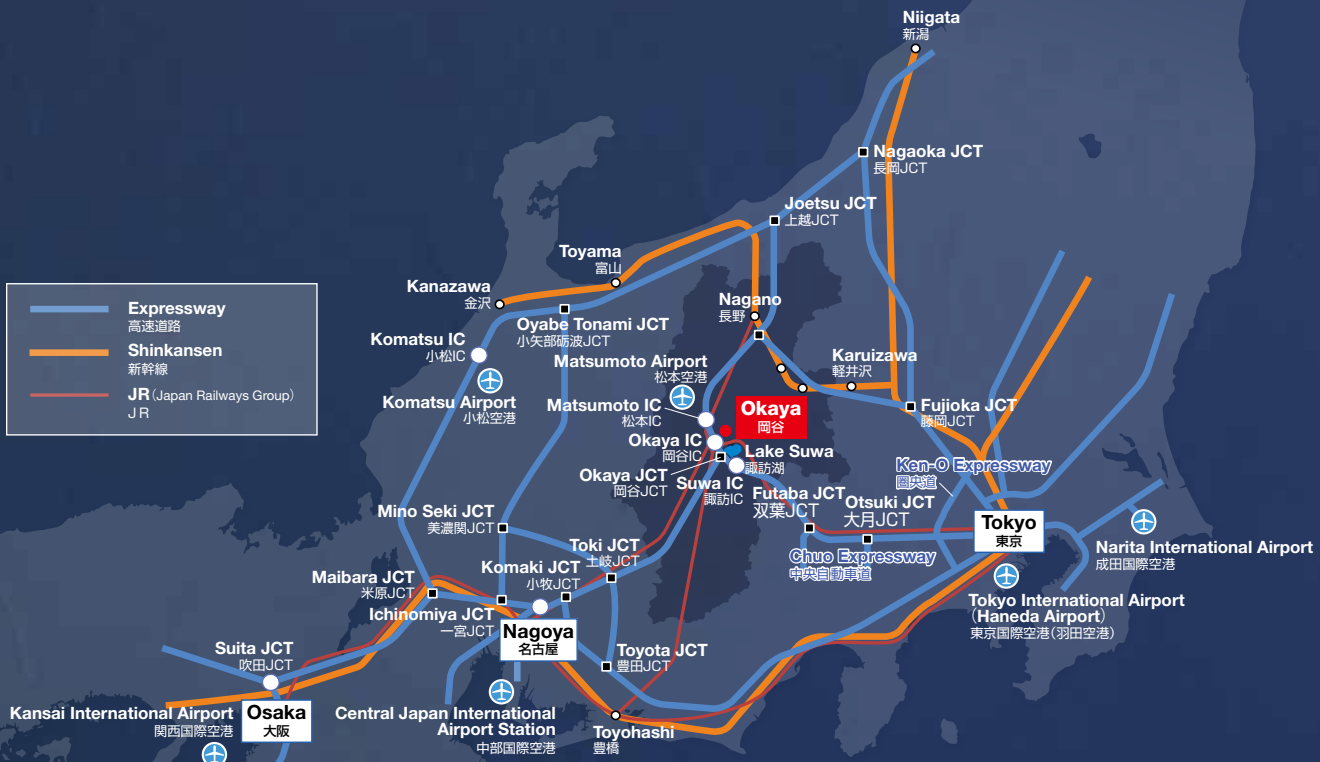 Niigata
新潟
Nagaoka JCT
長岡JCT
Joetsu JCT
上越JCT
Toyama
富山
Kanazawa
金沢
Nagano
長野
Oyabe Tonami JCT
小矢部砺波JCT
Komatsu IC
小松IC
Expressway
高速道路
Shinkansen
新幹線
JR(Japan Railways Group)
JR
Matsumoto Airport
松本空港
Karuizawa
軽井沢
Komatsu Airport
小松空港
Matsumoto IC
松本IC
Okaya
岡谷
Fujioka JCT
藤岡JCT
Okaya IC
岡谷IC
Lake Suwa
諏訪湖
Okaya JCT
岡谷JCT
Suwa IC
諏訪IC
Ken-O Expressway
圏央道
Futaba JCT
双葉JCT
Otsuki JCT
大月JCT
Mino Seki JCT
美濃関JCT
Tokyo
東京
Toki JCT
土岐JCT
Chuo Expressway
中央自動車道
Narita International Airport
成田国際空港
Komaki JCT
小牧JCT
Maibara JCT
米原JCT
Ichinomiya JCT
一宮JCT
Tokyo International Airport
(Haneda Airport)
東京国際空港(羽田空港)
Nagoya
名古屋
Suita JCT
吹田JCT
Toyota JCT
豊田JCT
Kansai International Airport
関西国際空港
Osaka
大阪
Central Japan International
Airport Station
中部国際空港
Toyohashi
豊橋